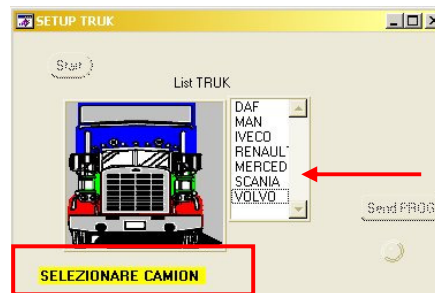 SETUP TRUK
Start
List TRUK
DAF
MAN
IVECO
RENAULT
MERCED
SCANIA
VOLVO
Send PROG
SELEZIONARE CAMION